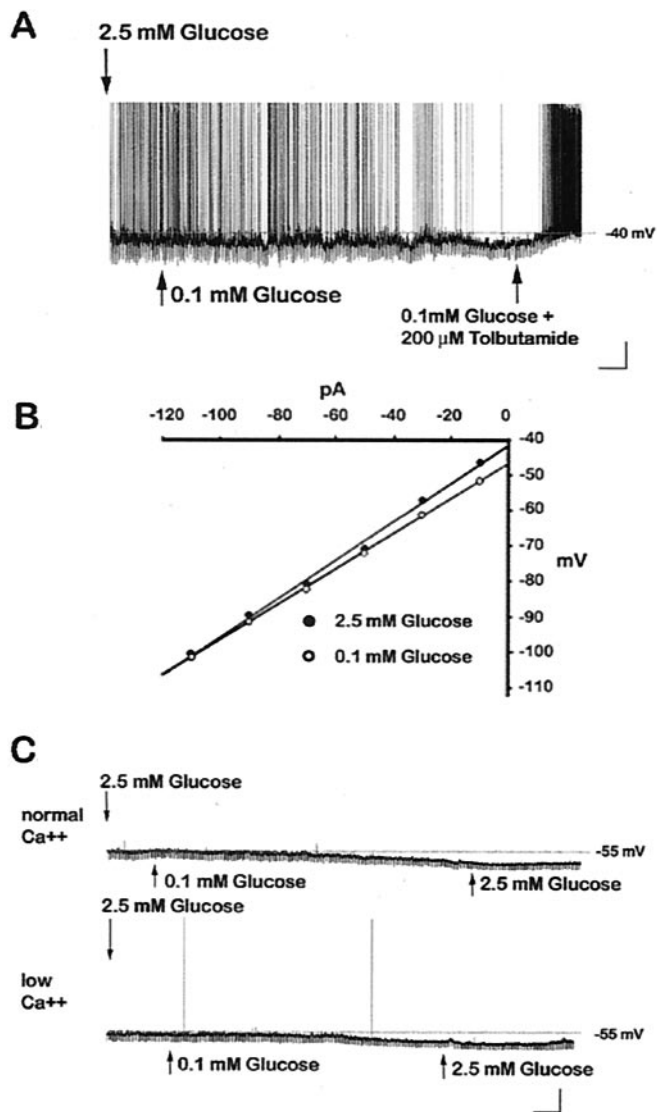 A
2.5 mM Glucose
-40 mV
0.1 mM Glucose
0.1mM Glucose +
200 µM Tolbutamide
B
pA
-120 -100 -80 -60 -40 -20 0
-40
-50
-60
-70
-80
-90
-100
-110
mV
2.5 mM Glucose
0.1 mM Glucose
C
2.5 mM Glucose
normal
Ca++
-55 mV
0.1 mM Glucose
2.5 mM Glucose
2.5 mM Glucose
low
Ca++
-55 mV
0.1 mM Glucose
2.5 mM Glucose